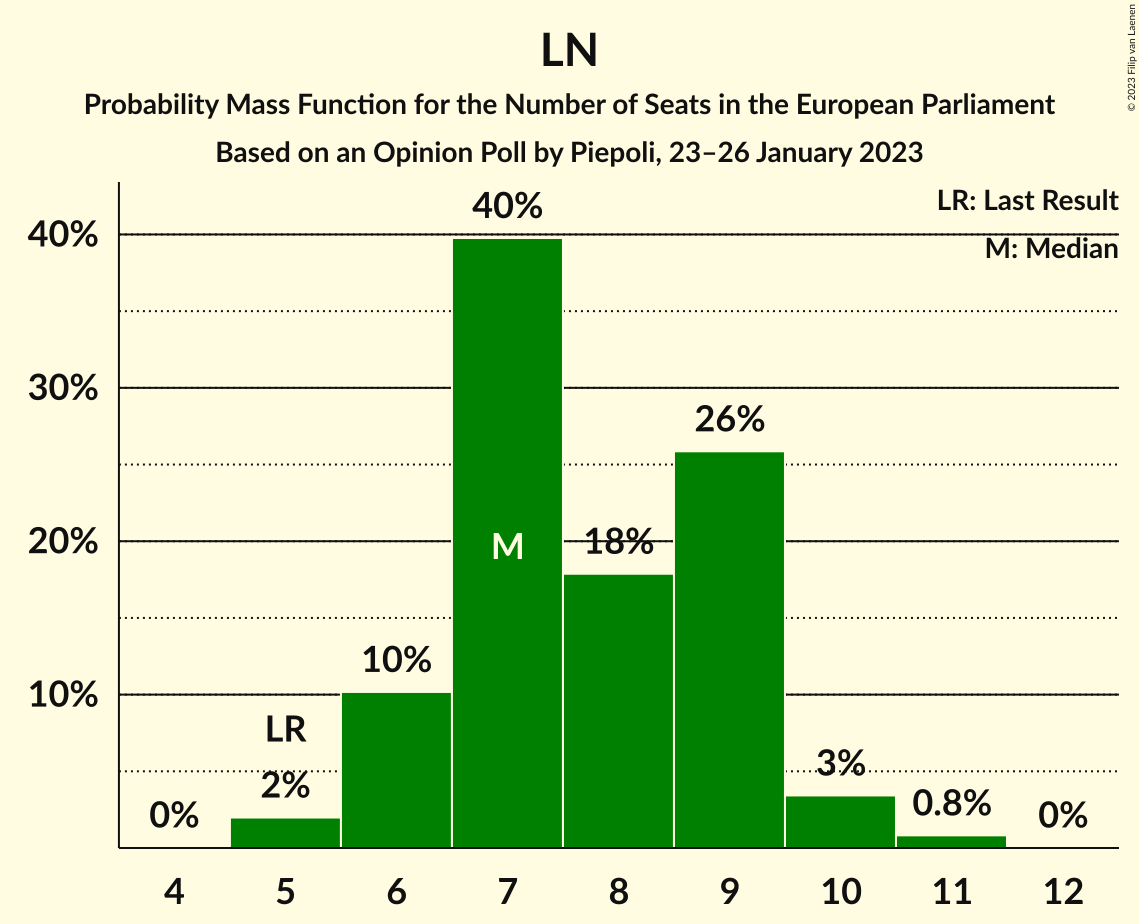 LN
Probability Mass Function for the Number of Seats in the European Parliament
Based on an Opinion Poll by Piepoli, 23–26 January 2023
© 2023 Filip van Laenen
LR: Last Result
M: Median
40%
30%
20%
10%
0%
LR
2%
10%
40%
M
18%
26%
3%
0.8%
0%
4 5 6 7 8 9 10 11 12